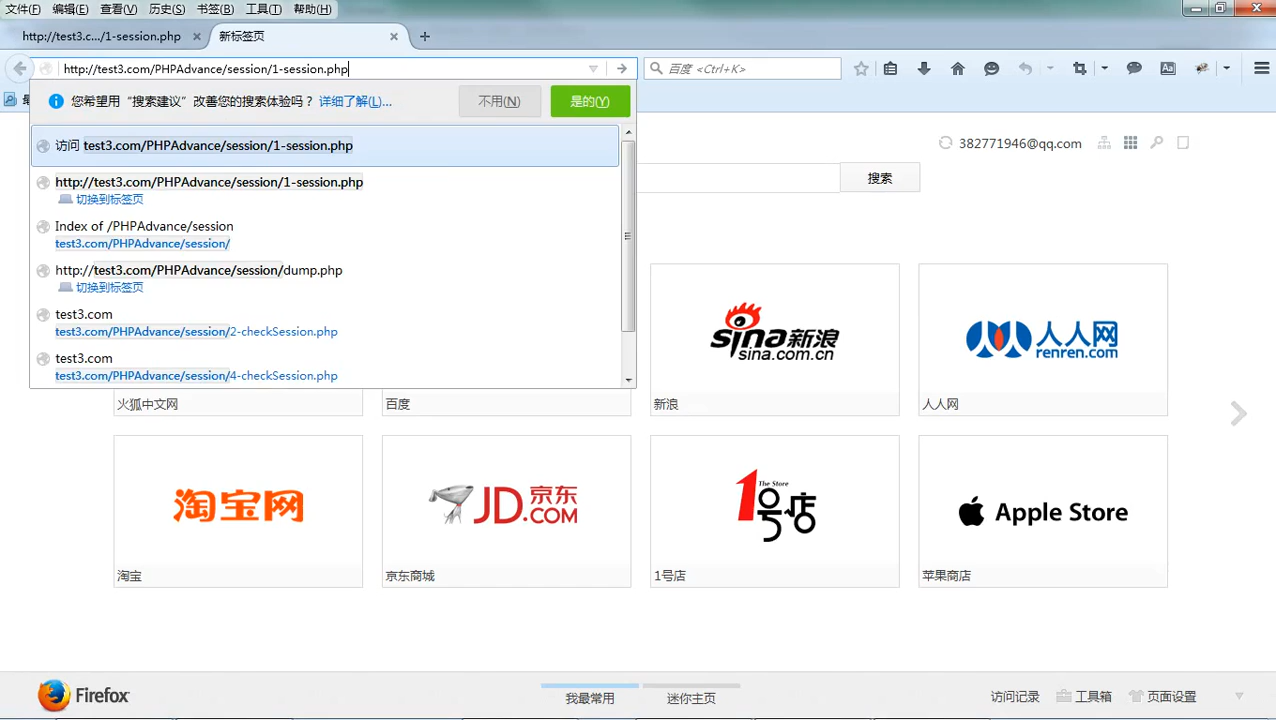 文件(F) 编辑(E) 查看(V) 历史(S) 书签(B) 工具(T) 帮助(H)
http://test3.c.../1-session.php × 新标签页 × +
http://test3.com/PHPAdvance/session/1-session.php 百度 <Ctrl+K>
您希望用“搜索建议”改善您的搜索体验吗？ 详细了解(L)... 不用(N) 是的(Y)
访问 test3.com/PHPAdvance/session/1-session.php
382771946@qq.com
搜索
http://test3.com/PHPAdvance/session/1-session.php
切换到标签页
Index of /PHPAdvance/session
test3.com/PHPAdvance/session/
http://test3.com/PHPAdvance/session/dump.php
切换到标签页
test3.com
test3.com/PHPAdvance/session/2-checkSession.php
test3.com
test3.com/PHPAdvance/session/4-checkSession.php
sina新浪
sina.com.cn
人人网
renren.com
火狐中文网 百度 新浪 人人网
淘宝网
JD京东
.COM
The Store
1号店
Apple Store
淘宝 京东商城 1号店 苹果商店
Firefox 我最常用 迷你主页 访问记录 工具箱 页面设置